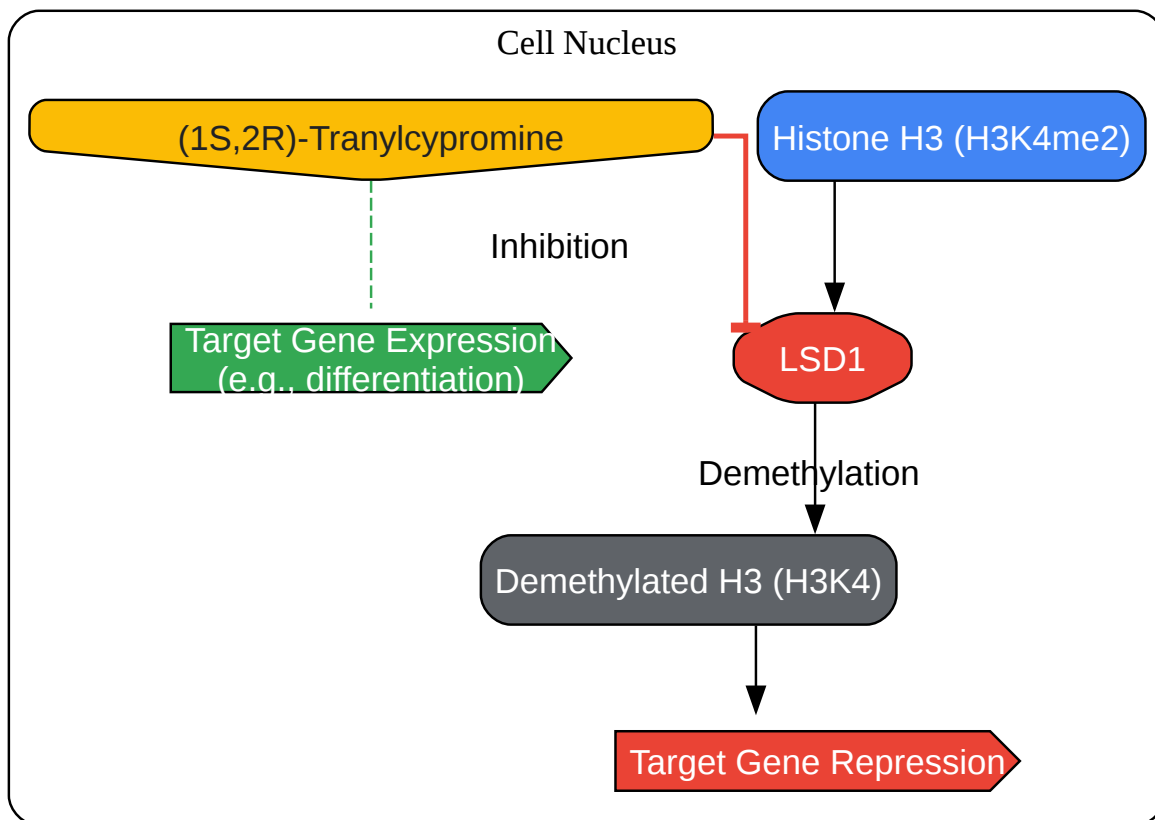 Cell Nucleus
(1S,2R)-Tranylcypromine
Histone H3 (H3K4me2)
Inhibition
Target Gene Expression
(e.g., differentiation)
LSD1
Demethylation
Demethylated H3 (H3K4)
Target Gene Repression